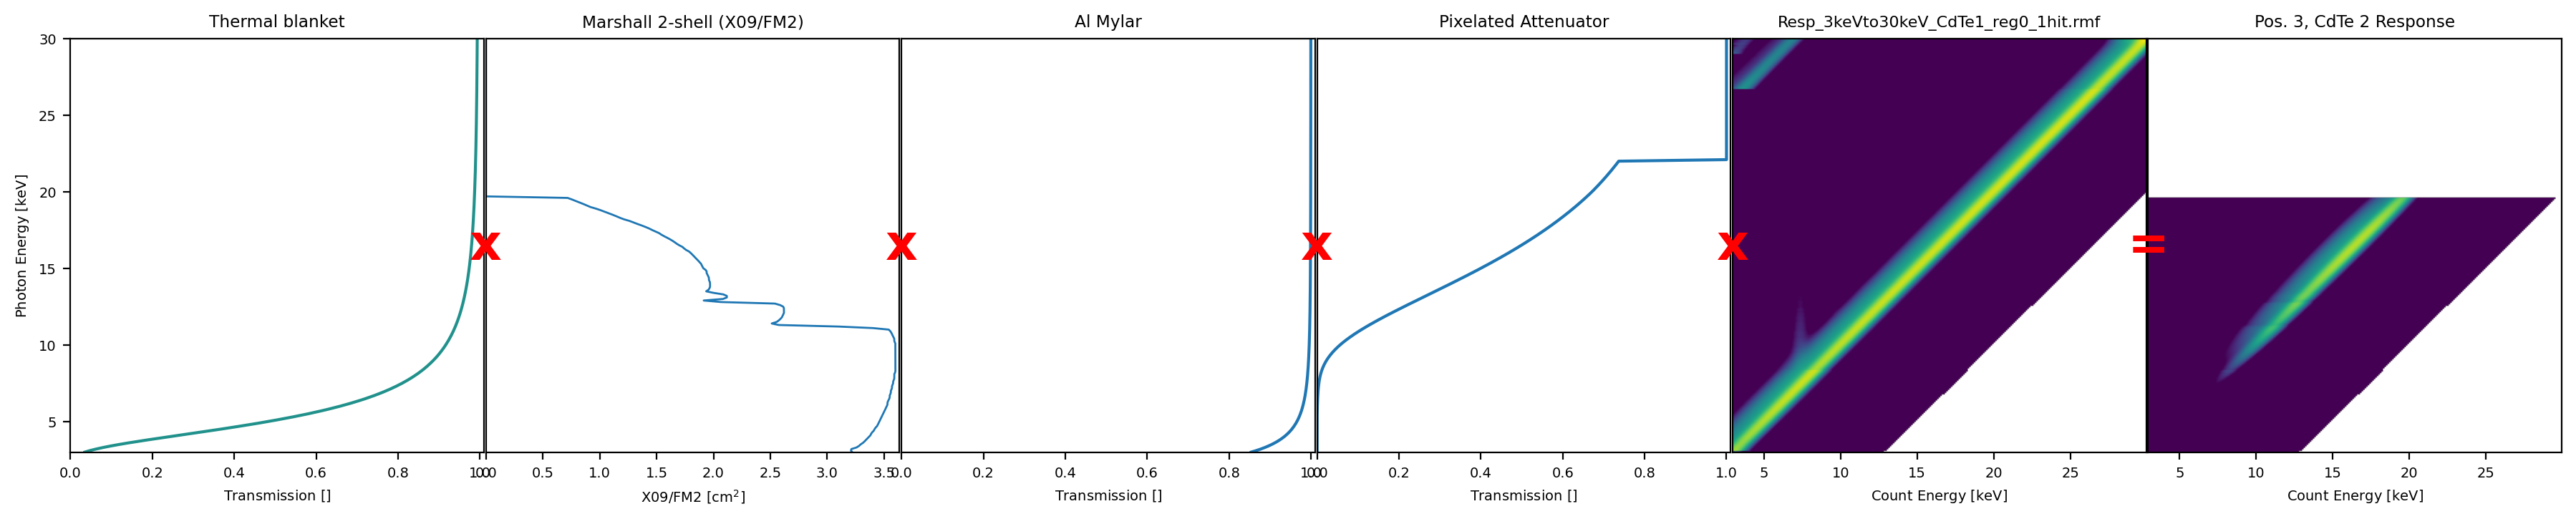 Thermal blanket
Marshall 2-shell (X09/FM2)
Al Mylar
Pixelated Attenuator
Resp_3keVto30keV_CdTe1_reg0_1hit.rmf
Pos. 3, CdTe 2 Response
Photon Energy [keV]
30
25
20
15
10
5
X
X
X
X
=
0.0 0.2 0.4 0.6 0.8 1.0
0.0 0.5 1.0 1.5 2.0 2.5 3.0 3.5
0.0 0.2 0.4 0.6 0.8 1.0
0.0 0.2 0.4 0.6 0.8 1.0
5 10 15 20 25
5 10 15 20 25
Transmission []
X09/FM2 [cm²]
Transmission []
Transmission []
Count Energy [keV]
Count Energy [keV]